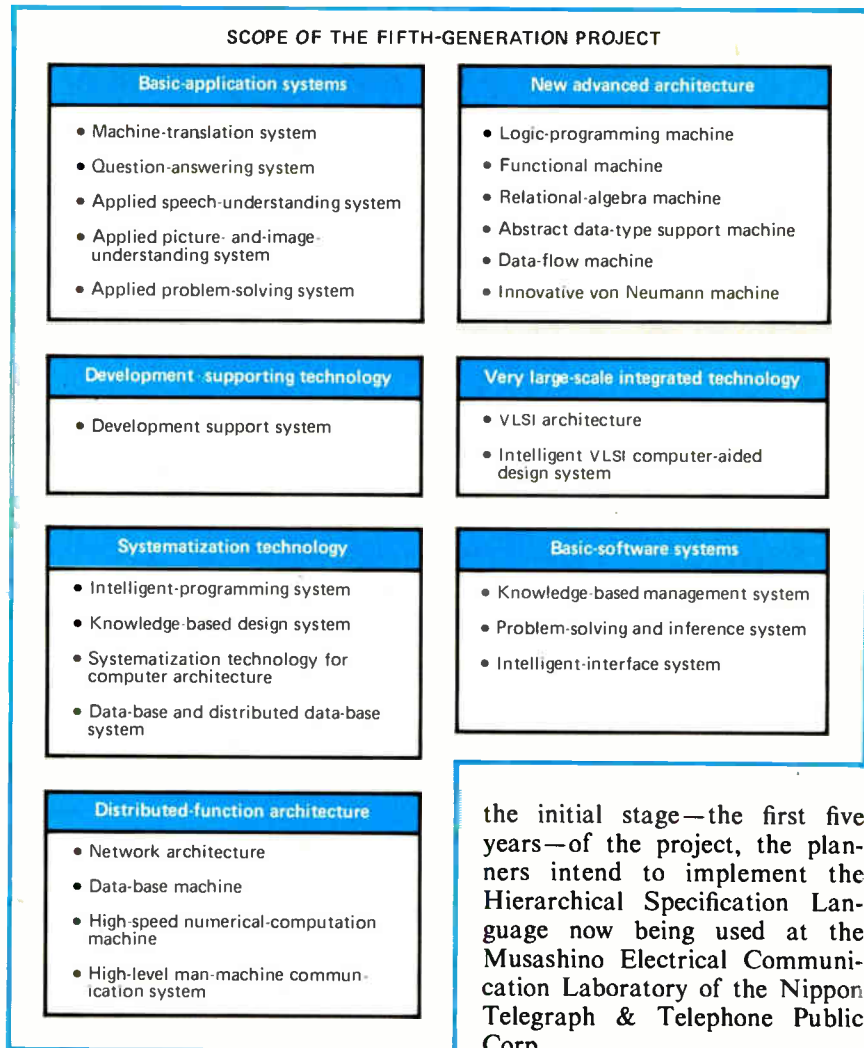 SCOPE OF THE FIFTH-GENERATION PROJECT
Basic-application systems
• Machine-translation system
• Question-answering system
• Applied speech-understanding system
• Applied picture- and-image-
understanding system
• Applied problem-solving system
New advanced architecture
• Logic-programming machine
• Functional machine
• Relational-algebra machine
• Abstract data-type support machine
• Data-flow machine
• Innovative von Neumann machine
Development supporting technology
• Development support system
Very large-scale integrated technology
• VLSI architecture
• Intelligent VLSI computer-aided
design system
Systematization technology
• Intelligent-programming system
• Knowledge-based design system
• Systematization technology for
computer architecture
• Data-base and distributed data-base
system
Basic-software systems
• Knowledge-based management system
• Problem-solving and inference system
• Intelligent-interface system
Distributed-function architecture
• Network architecture
• Data-base machine
• High-speed numerical-computation
machine
• High-level man-machine commun-
ication system
the initial stage—the first five
years—of the project, the plan-
ners intend to implement the
Hierarchical Specification Lan-
guage now being used at the
Musashino Electrical Communi-
cation Laboratory of the Nippon
Telegraph & Telephone Public
Corp.